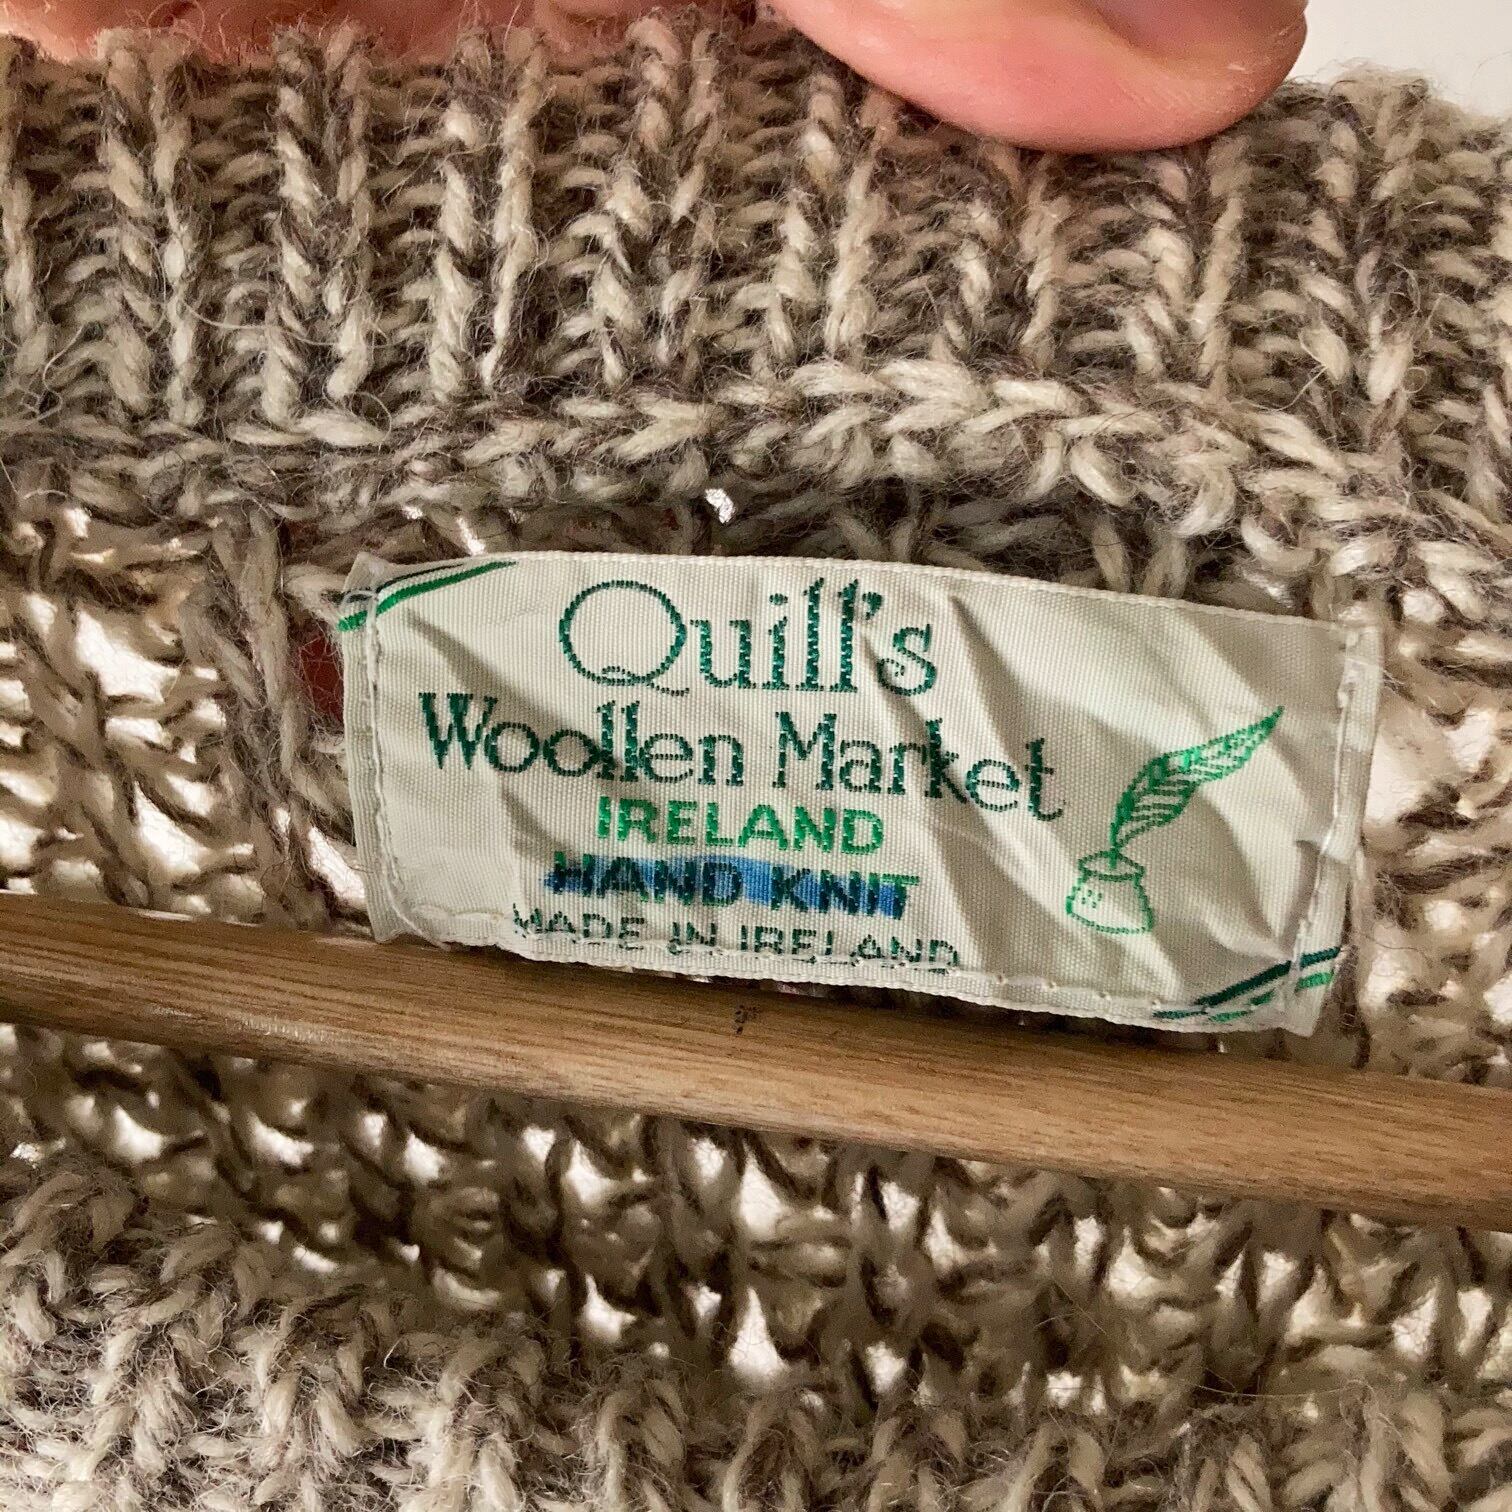 Quill's
Woollen Market
IRELAND
HAND KNIT
MADE IN IRELAND